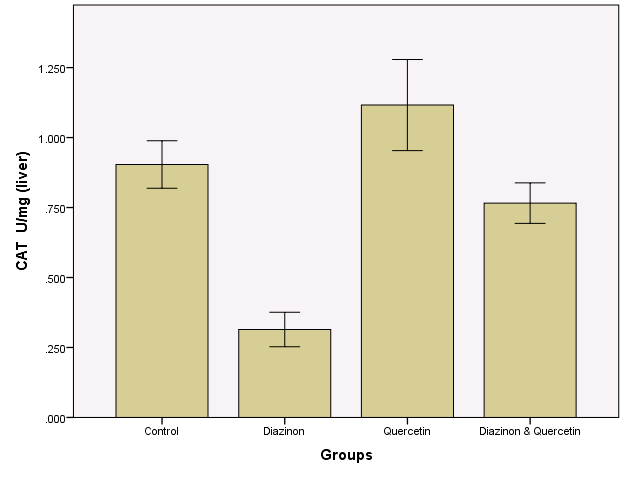 CAT U/mg (liver)
1.250
1.000
.750
.500
.250
.000
Control
Diazinon
Quercetin
Diazinon & Quercetin
Groups